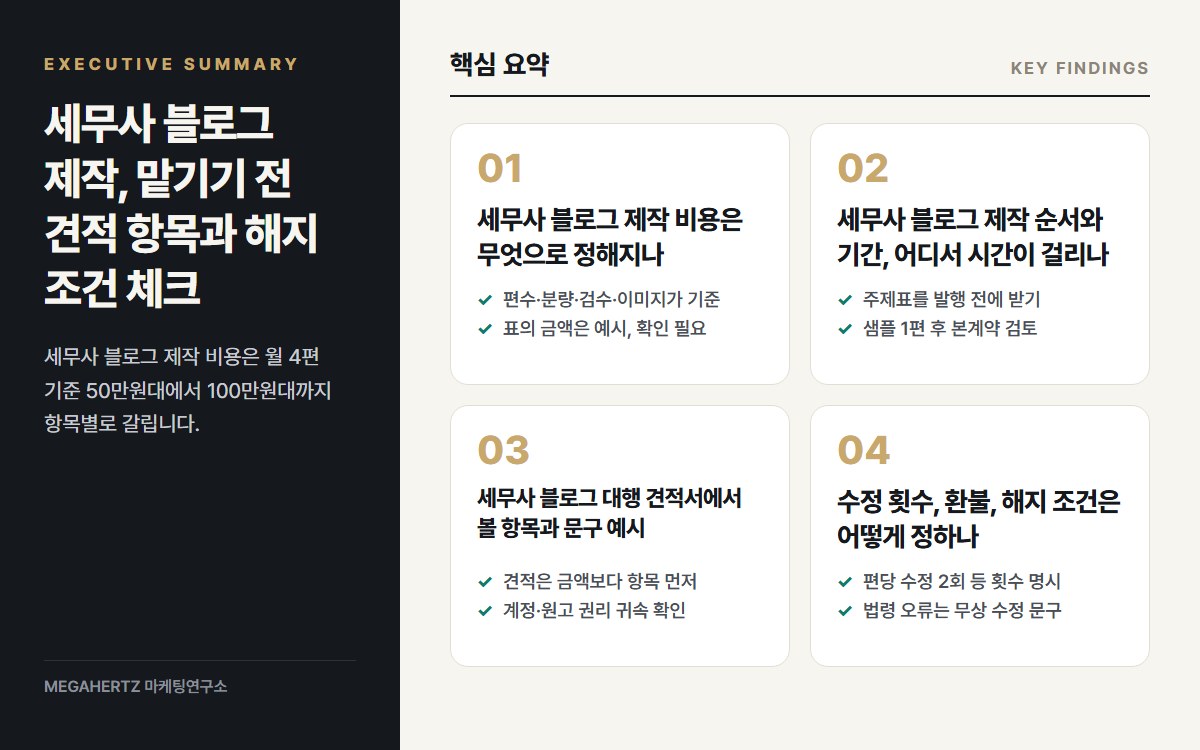 EXECUTIVE SUMMARY
세무사 블로그
제작, 맡기기 전
견적 항목과 해지
조건 체크
세무사 블로그 제작 비용은 월 4편
기준 50만원대에서 100만원대까지
항목별로 갈립니다.
MEGAHERTZ 마케팅연구소
핵심 요약
KEY FINDINGS
01
세무사 블로그 제작 비용은
무엇으로 정해지나
✓ 편수·분량·검수·이미지가 기준
✓ 표의 금액은 예시, 확인 필요
02
세무사 블로그 제작 순서와
기간, 어디서 시간이 걸리나
✓ 주제표를 발행 전에 받기
✓ 샘플 1편 후 본계약 검토
03
세무사 블로그 대행 견적서에서
볼 항목과 문구 예시
✓ 견적은 금액보다 항목 먼저
✓ 계정·원고 권리 귀속 확인
04
수정 횟수, 환불, 해지 조건은
어떻게 정하나
✓ 편당 수정 2회 등 횟수 명시
✓ 법령 오류는 무상 수정 문구